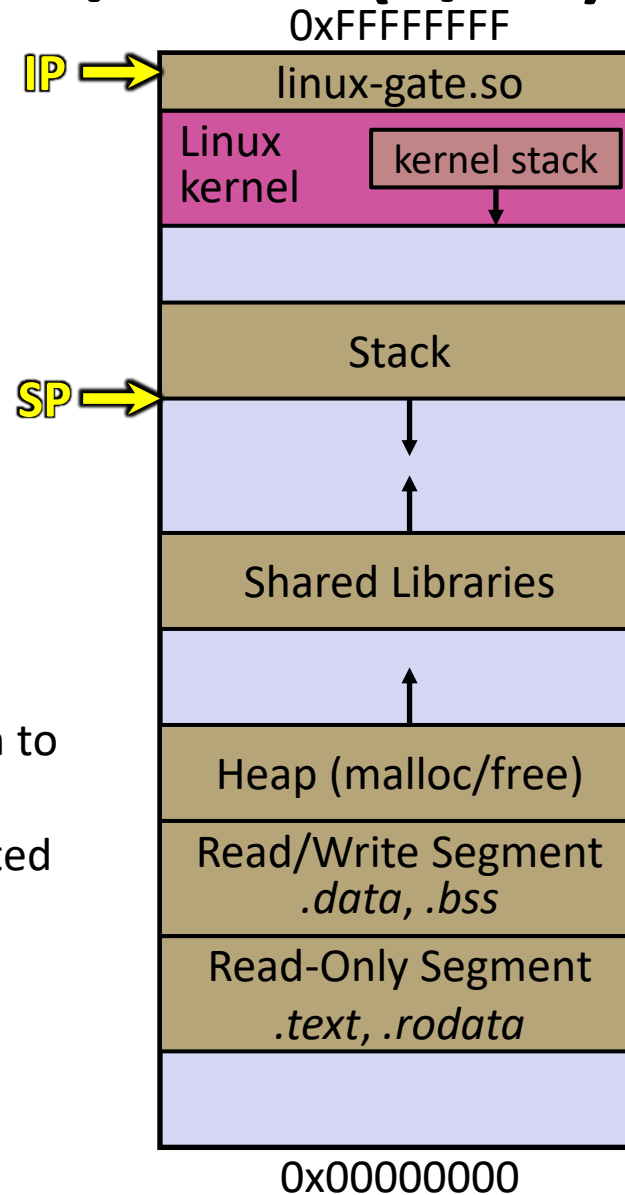 0xFFFFFFFF
IP
linux-gate.so
Linux
kernel
kernel stack
Stack
SP
Shared Libraries
to
Heap (malloc/free)
Read/Write Segment
.data, .bss
Read-Only Segment
.text, .rodata
0x00000000